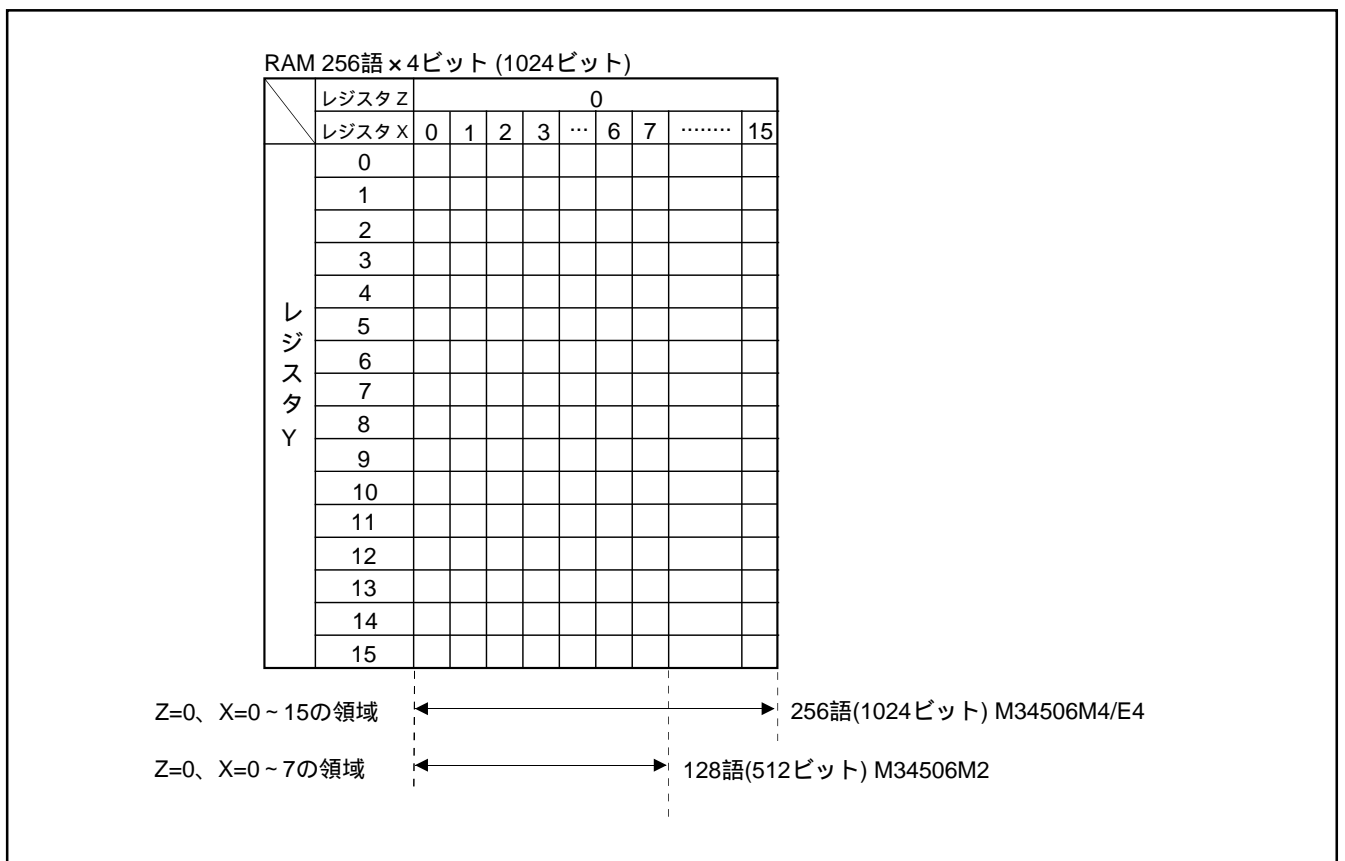 RAM 256語×4ビット (1024ビット)
レジスタ Z 0
レジスタ X 0 1 2 3 … 6 7 ........ 15
レジスタY
0
1
2
3
4
5
6
7
8
9
10
11
12
13
14
15
Z=0、X=0~15の領域 256語(1024ビット) M34506M4/E4
Z=0、X=0~7の領域 128語(512ビット) M34506M2